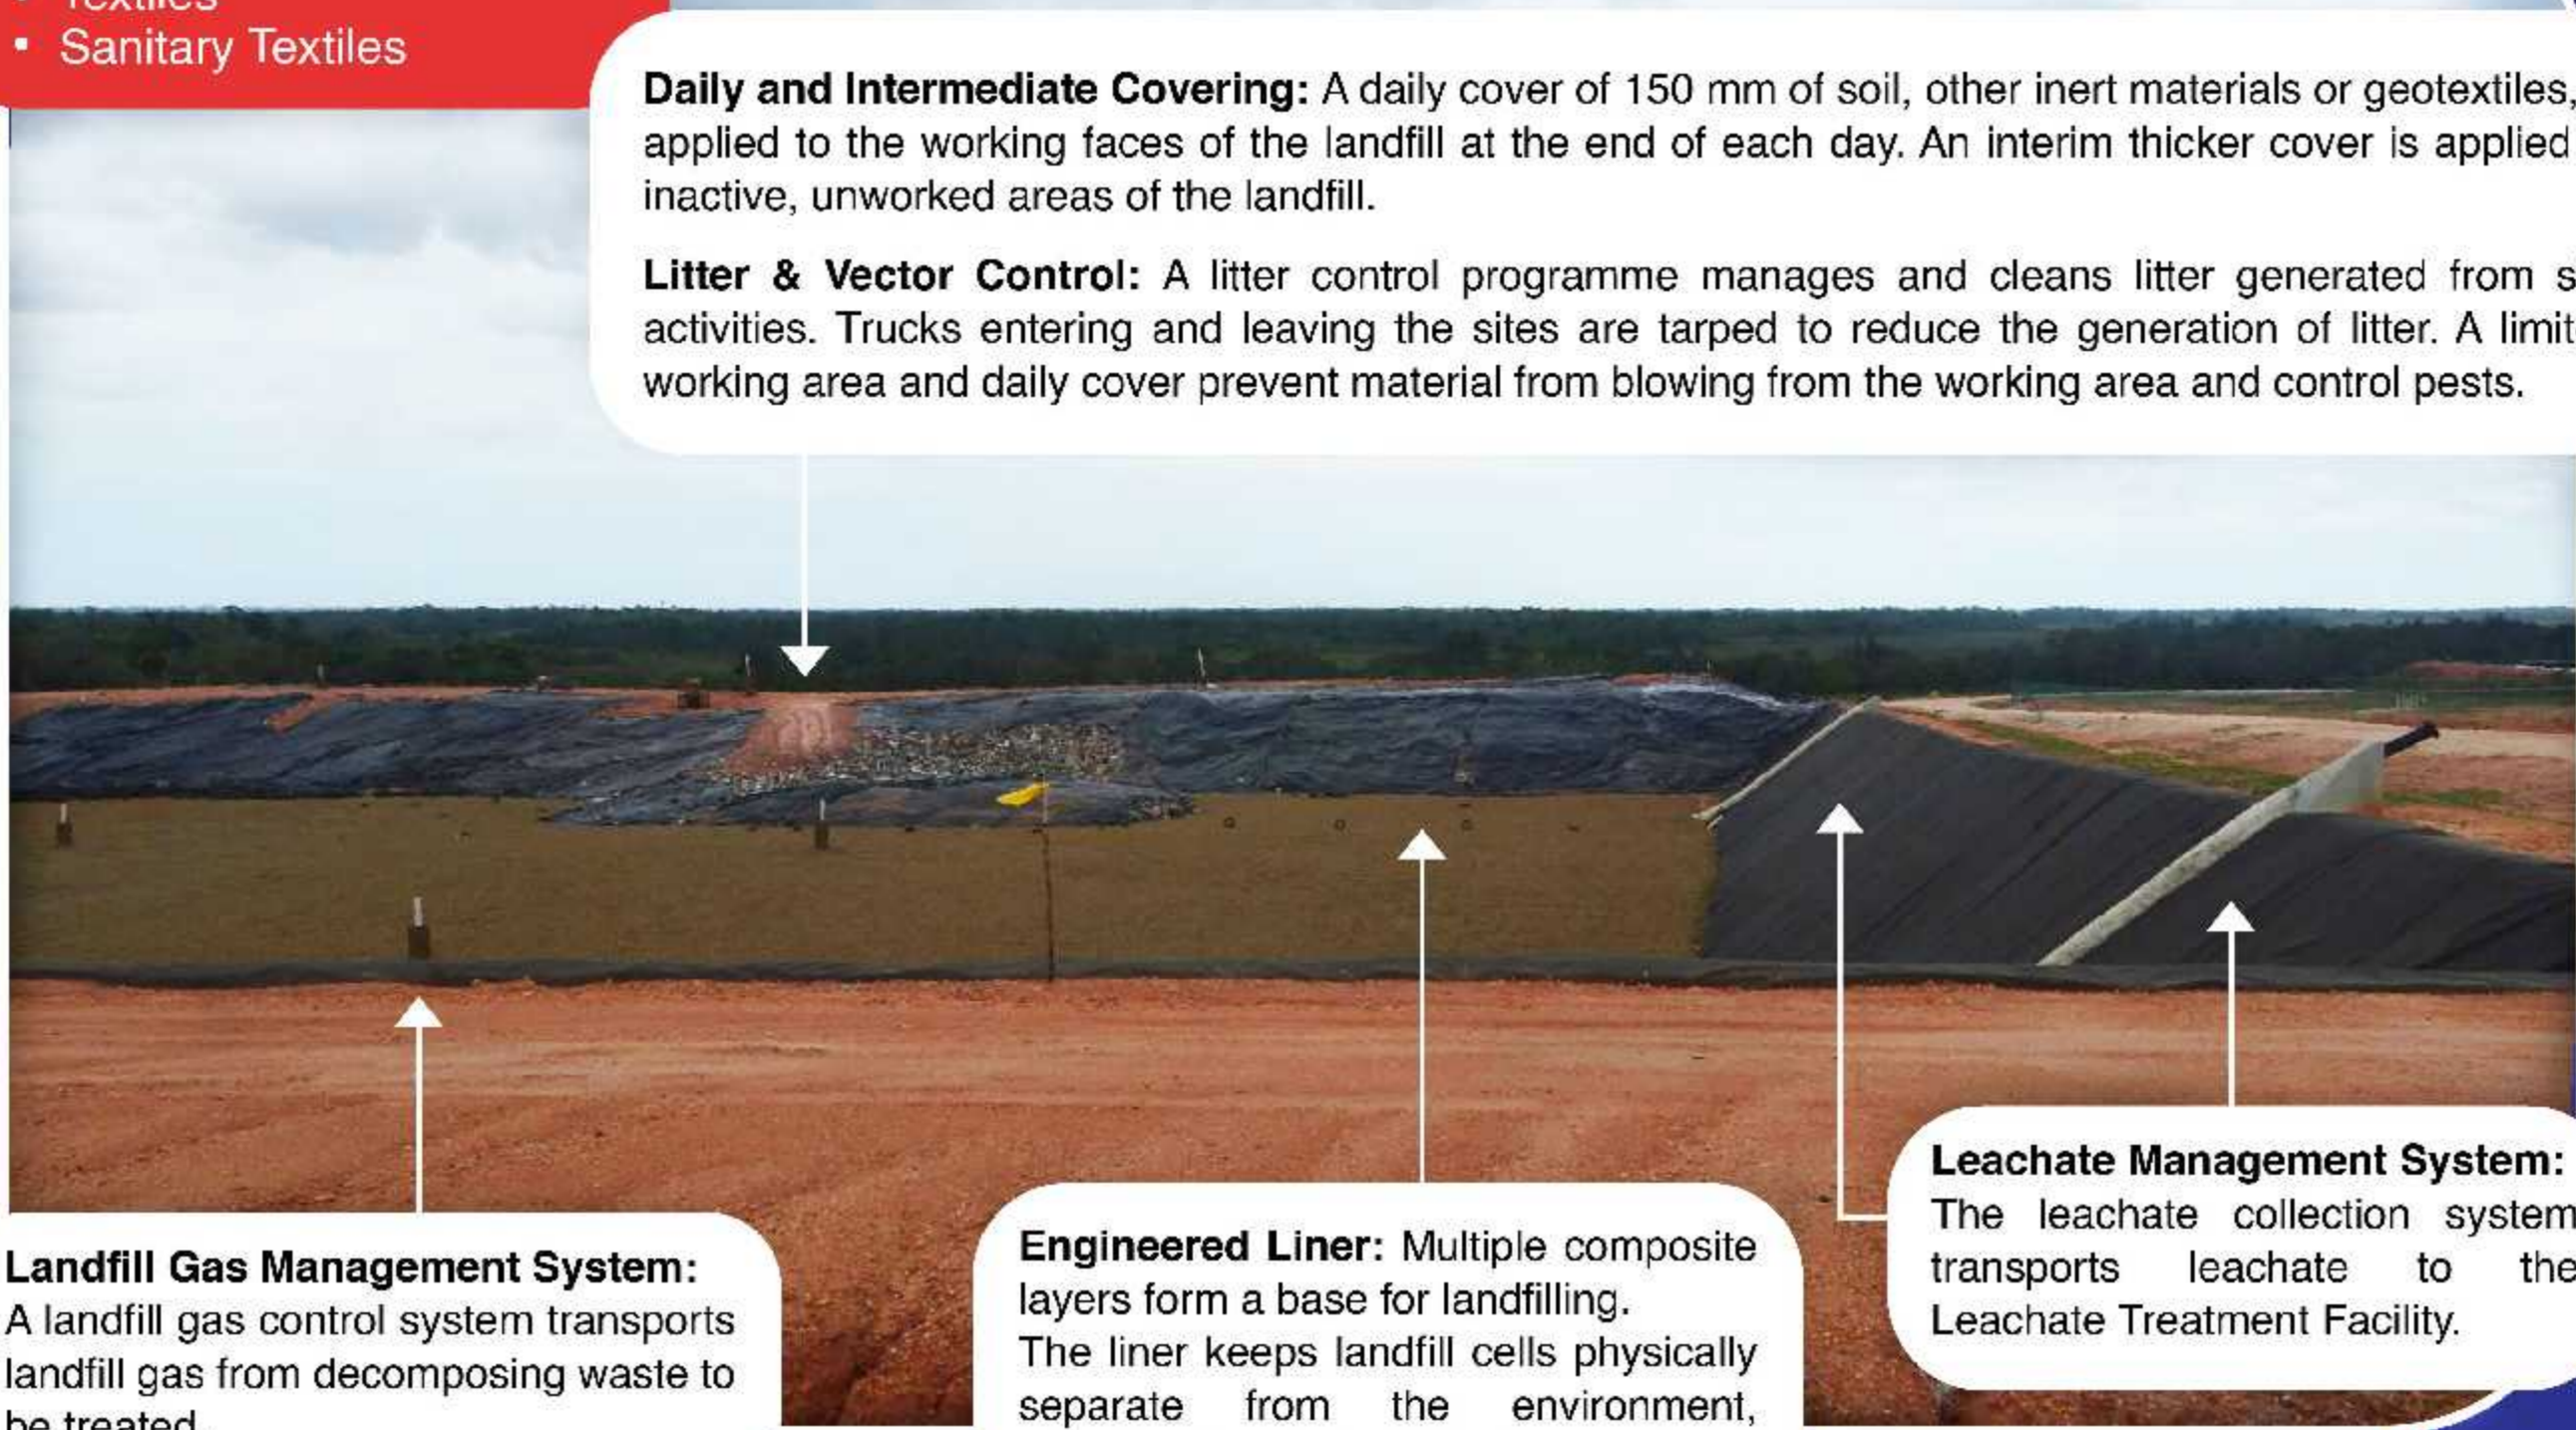 Textiles
• Sanitary Textiles
Daily and Intermediate Covering: A daily cover of 150 mm of soil, other inert materials or geotextiles,
applied to the working faces of the landfill at the end of each day. An interim thicker cover is applied
inactive, unworked areas of the landfill.
Litter & Vector Control: A litter control programme manages and cleans litter generated from s
activities. Trucks entering and leaving the sites are tarped to reduce the generation of litter. A limit
working area and daily cover prevent material from blowing from the working area and control pests.
Landfill Gas Management System:
A landfill gas control system transports
landfill gas from decomposing waste to
be treated.
Engineered Liner: Multiple composite
layers form a base for landfilling.
The liner keeps landfill cells physically
separate from the environment,
Leachate Management System:
The leachate collection system
transports leachate to the
Leachate Treatment Facility.